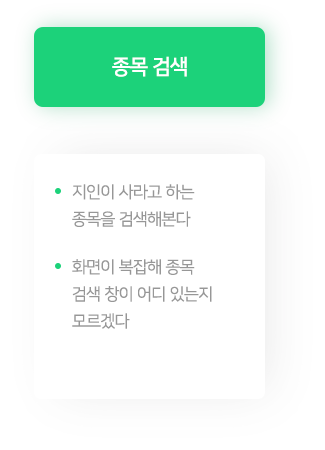 종목 검색
지인이 사라고 하는
종목을 검색해본다
화면이 복잡해 종목
검색 창이 어디 있는지
모르겠다